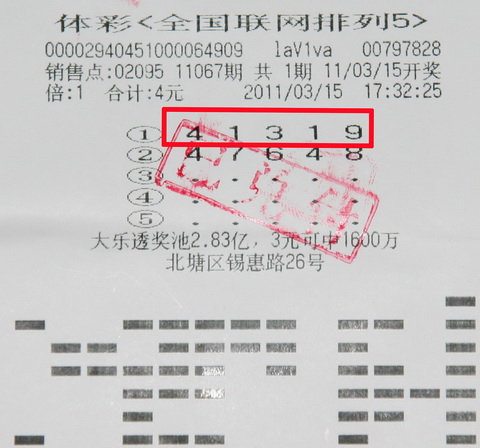 体彩<全国联网排列5>
00002940451000064909 laV1va 00797828
销售点:02095 11067期 共 1期 11/03/15开奖
倍:1 合计:4元 2011/03/15 17:32:25
① 4 1 3 1 9
② 4 7 6 4 8
③ - - - - -
④ - - - - -
⑤ - - - - -
大乐透奖池2.83亿，3元可中1600万
北塘区锡惠路26号